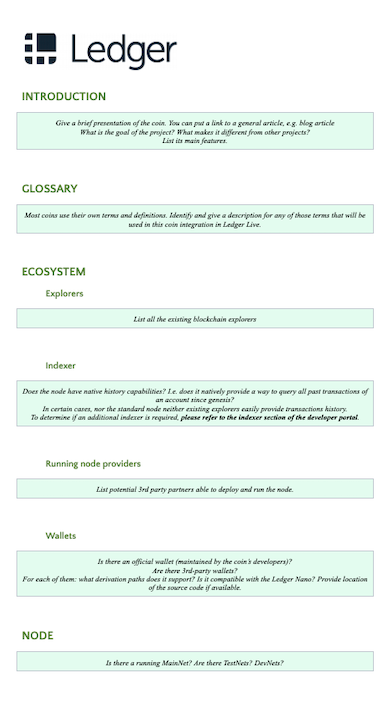 Ledger
INTRODUCTION
Give a brief presentation of the coin. You can put a link to a general article, e.g. blog article
What is the goal of the project? What makes it different from other projects?
List its main features.
GLOSSARY
Most coins use their own terms and definitions. Identify and give a description for any of those terms that will be
used in this coin integration in Ledger Live.
ECOSYSTEM
Explorers
List all the existing blockchain explorers
Indexer
Does the node have native history capabilities? I.e. does it natively provide a way to query all past transactions of
an account since genesis?
In certain cases, nor the standard node neither existing explorers easily provide transactions history.
To determine if an additional indexer is required, please refer to the indexer section of the developer portal.
Running node providers
List potential 3rd party partners able to deploy and run the node.
Wallets
Is there an official wallet (maintained by the coin's developers)?
Are there 3rd-party wallets?
For each of them: what derivation paths does it support? Is it compatible with the Ledger Nano? Provide location
of the source code if available.
NODE
Is there a running MainNet? Are there TestNets? DevNets?